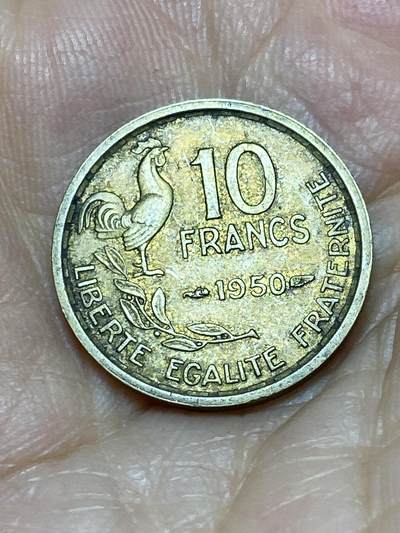 10
FRANCS
1950
LIBERTE EGALITE FRATERNITE